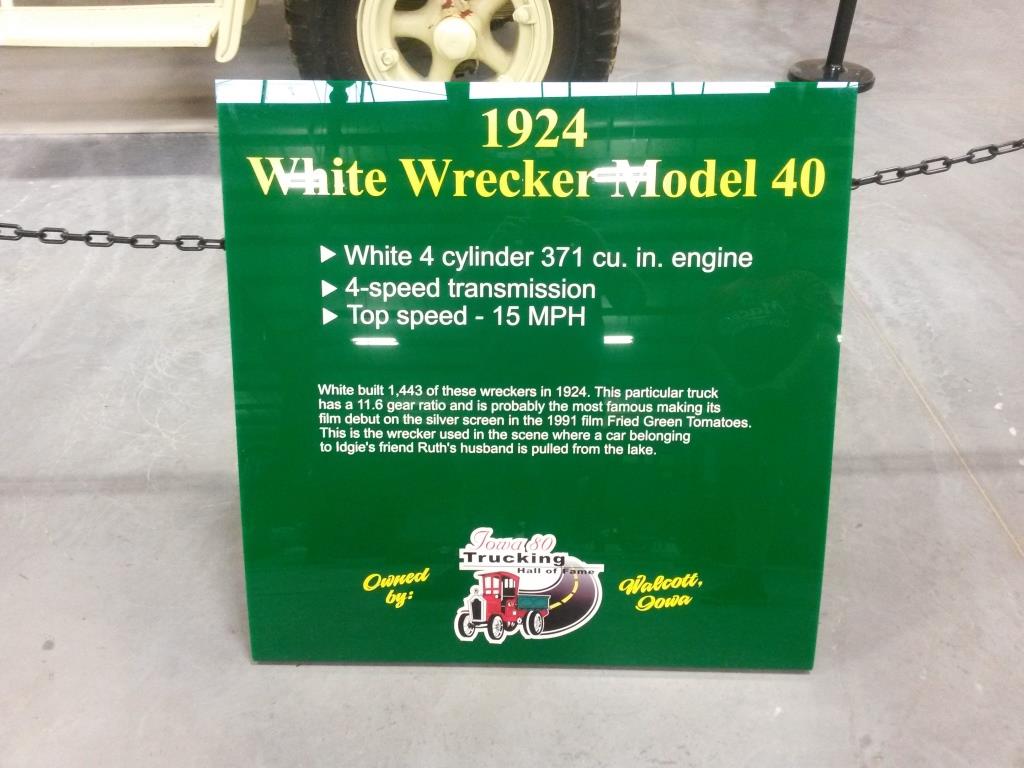 1924
White Wrecker Model 40
► White 4 cylinder 371 cu. in. engine
► 4-speed transmission
► Top speed - 15 MPH
White built 1,443 of these wreckers in 1924. This particular truck
has a 11.6 gear ratio and is probably the most famous making its
film debut on the silver screen in the 1991 film Fried Green Tomatoes.
This is the wrecker used in the scene where a car belonging
to Idgie's friend Ruth's husband is pulled from the lake.
Owned
by:
Iowa 80
Trucking
Hall of Fame
Walcott,
Iowa